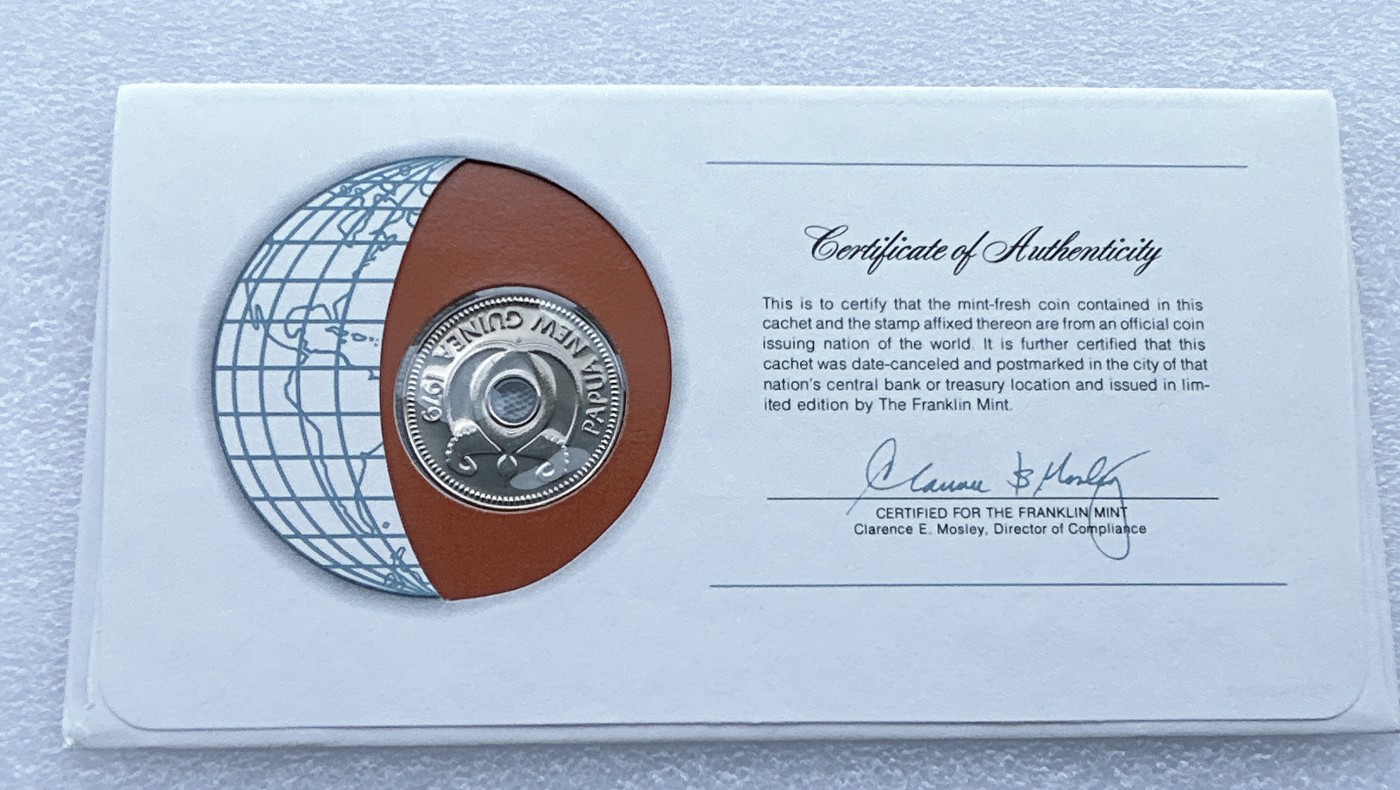 PAPUA NEW GUINEA 1979
Certificate of Authenticity
This is to certify that the mint-fresh coin contained in this
cachet and the stamp affixed thereon are from an official coin
issuing nation of the world. It is further certified that this
cachet was date-canceled and postmarked in the city of that
nation's central bank or treasury location and issued in lim-
ited edition by The Franklin Mint.
CERTIFIED FOR THE FRANKLIN MINT
Clarence E. Mosley, Director of Compliance